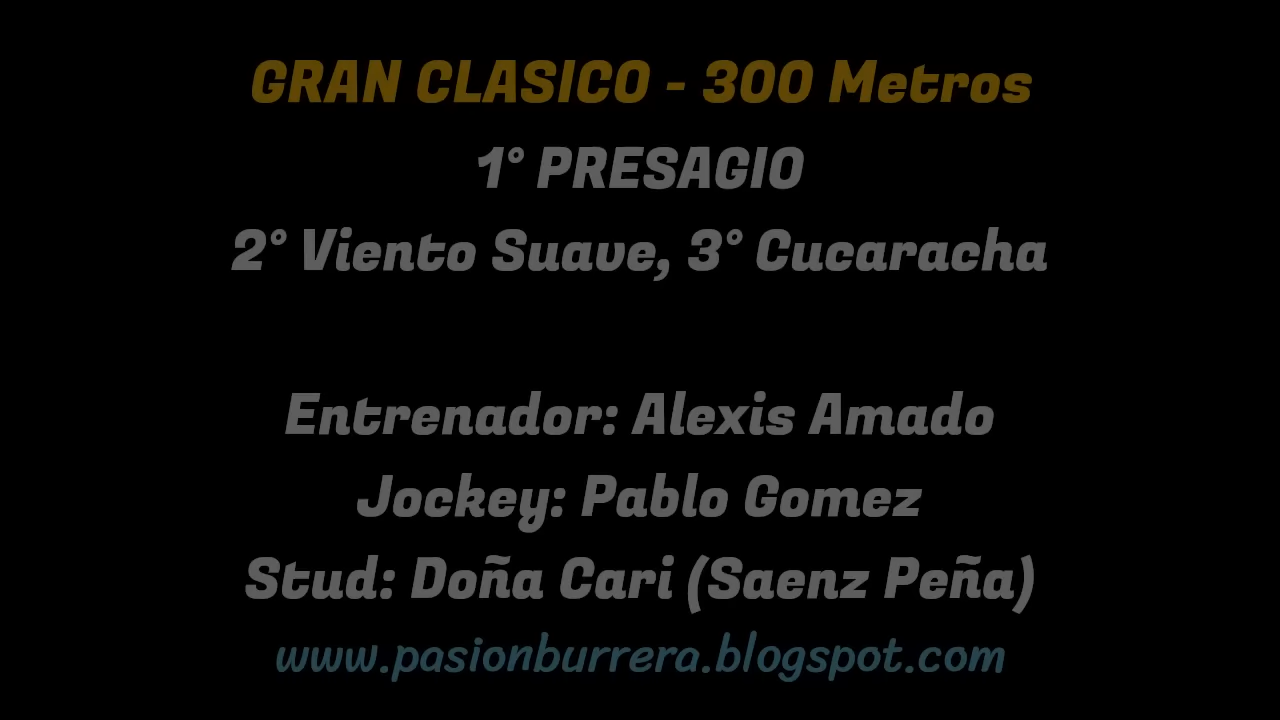 GRAN CLASICO - 300 Metros
1° PRESAGIO
2° Viento Suave, 3° Cucaracha
Entrenador: Alexis Amado
Jockey: Pablo Gomez
Stud: Doña Cari (Saenz Peña)
www.pasionburrera.blogspot.com